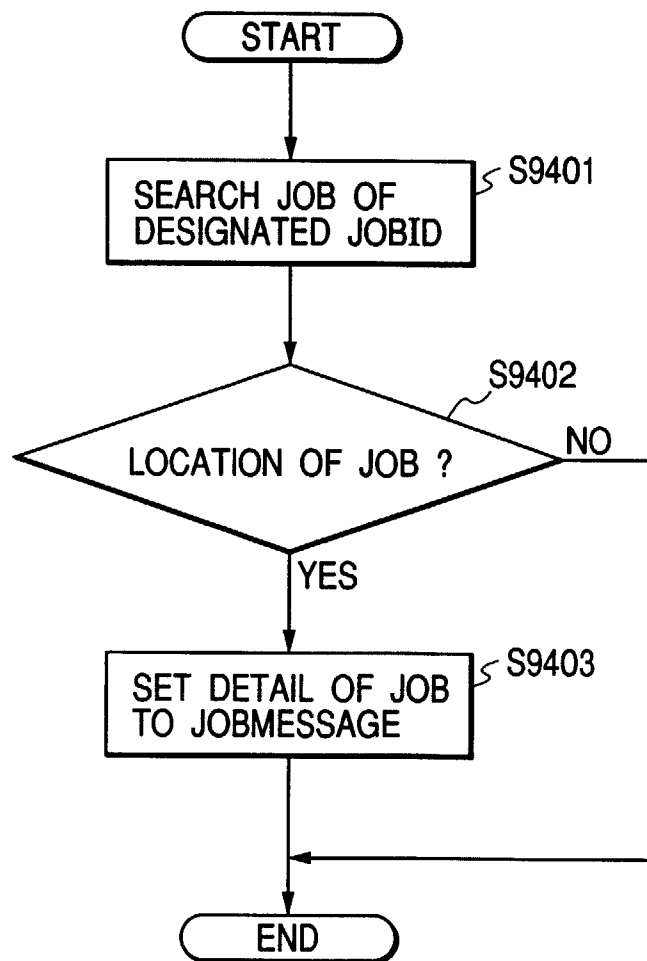 START
SEARCH JOB OF
DESIGNATED JOBID
S9401
S9402
LOCATION OF JOB ?
NO
YES
SET DETAIL OF JOB
TO JOBMESSAGE
S9403
END